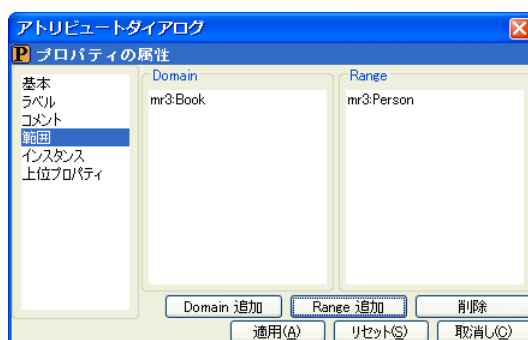 アトリビュートダイアログ
P プロパティの属性
基本
ラベル
コメント
範囲
インスタンス
上位プロパティ
Domain
mr3:Book
Range
mr3:Person
Domain 追加
Range 追加
削除
適用(A)
リセット(S)
取消し(C)